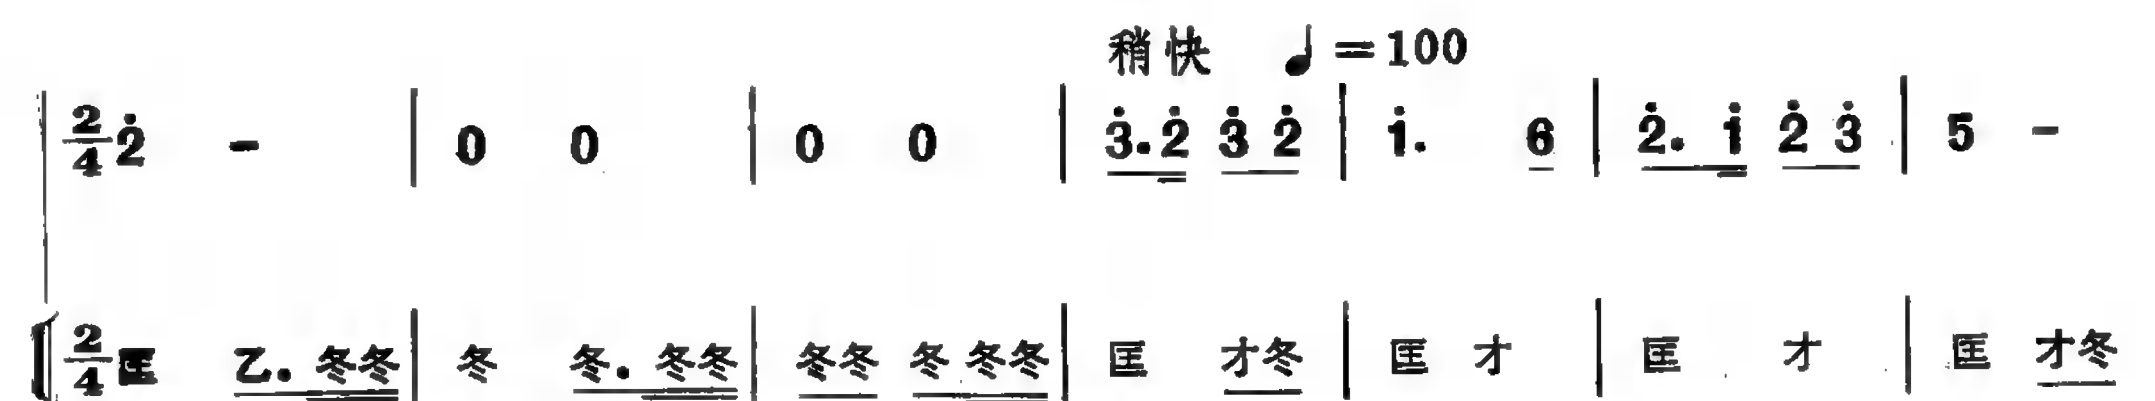 稍快 ♩=100
2/4 2̇ - | 0 0 | 0 0 | 3̇. 2̇ 3̇ 2̇ | 1̇. 6 | 2̇. 1̇ 2̇ 3̇ | 5 -
2/4 匡 乙. 冬冬 | 冬 冬. 冬冬 | 冬冬 冬 冬冬 | 匡 才冬 | 匡 才 | 匡 才 | 匡 才冬